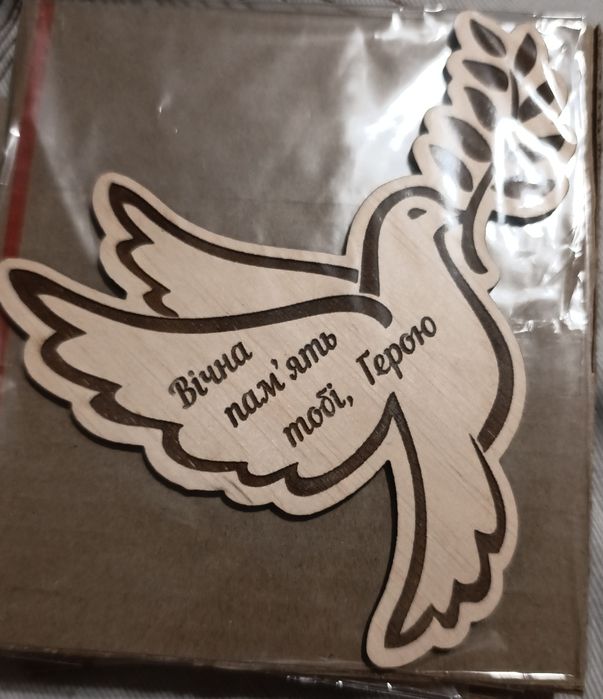 Вічна
пам'ять
тобі, Герою